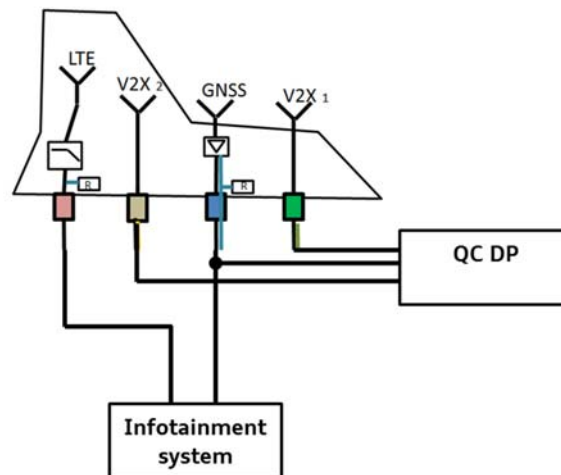 LTE
V2X 2
GNSS
V2X 1
R
R
QC DP
Infotainment
system